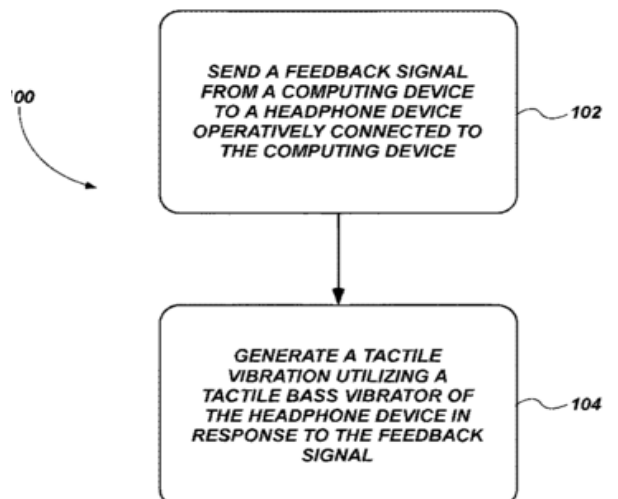 SEND A FEEDBACK SIGNAL
FROM A COMPUTING DEVICE
TO A HEADPHONE DEVICE
OPERATIVELY CONNECTED TO
THE COMPUTING DEVICE
00
102
GENERATE A TACTILE
VIBRATION UTILIZING A
TACTILE BASS VIBRATOR OF
THE HEADPHONE DEVICE IN
RESPONSE TO THE FEEDBACK
SIGNAL
104